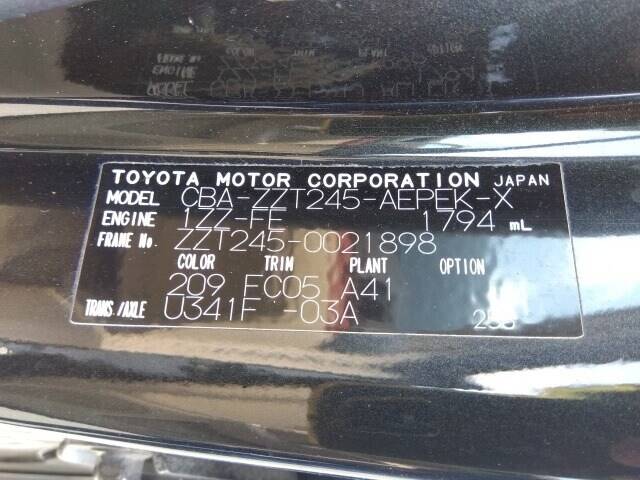 TOYOTA MOTOR CORPORATION JAPAN
MODEL CBA-ZZT245-AEPEK-X
ENGINE 1ZZ-FE 1794 mL
FRAME No. ZZT245-0021898
COLOR TRIM PLANT OPTION
209 FC05 A41
TRANS./AXLE U341F -03A